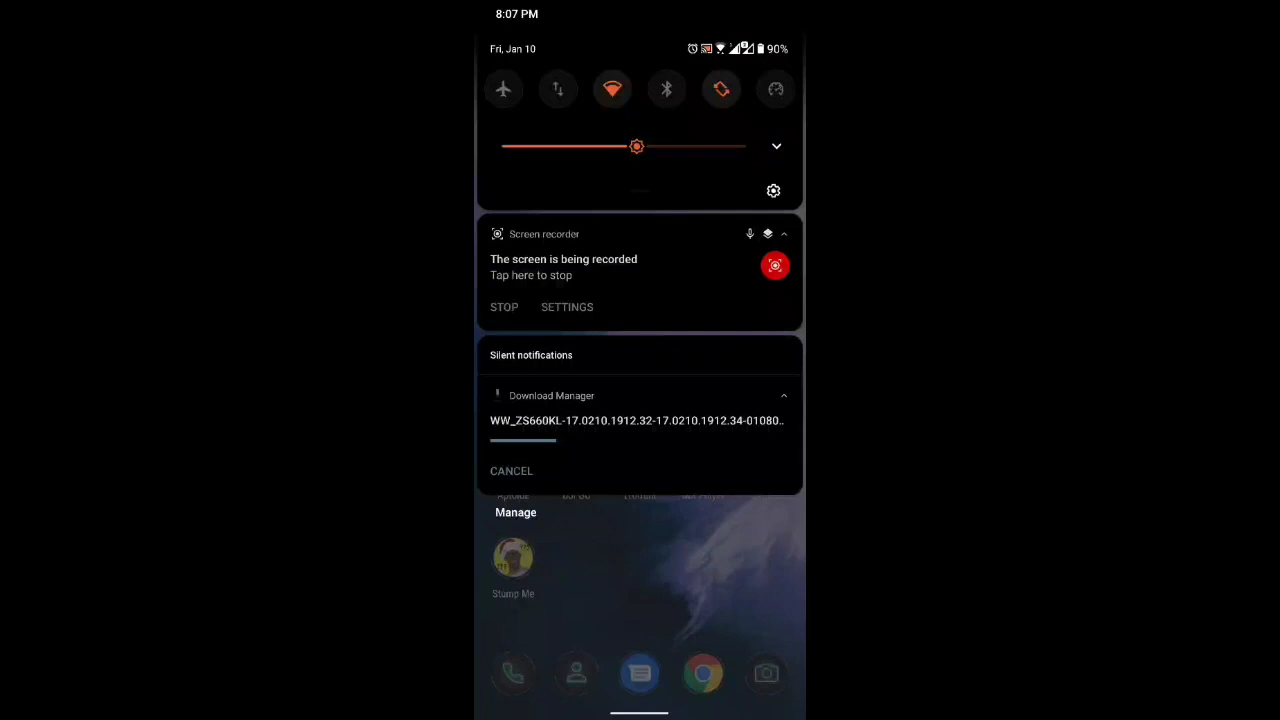 8:07 PM
Fri, Jan 10
90%
Screen recorder
The screen is being recorded
Tap here to stop
STOP SETTINGS
Silent notifications
Download Manager
WW_ZS660KL-17.0210.1912.32-17.0210.1912.34-01080..
CANCEL
Manage
Stump Me